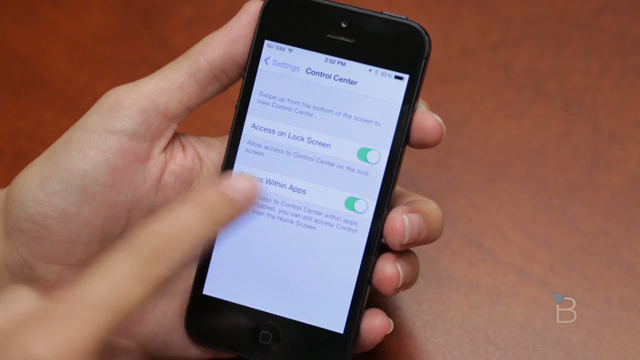 No SIM 2:02 PM 95%
Settings Control Center
Swipe up from the bottom of the screen to
view Control Center.
Access on Lock Screen
Allow access to Control Center on the lock
screen.
Within Apps
to Control Center within apps
you can still access Control
from the Home Screen.
B